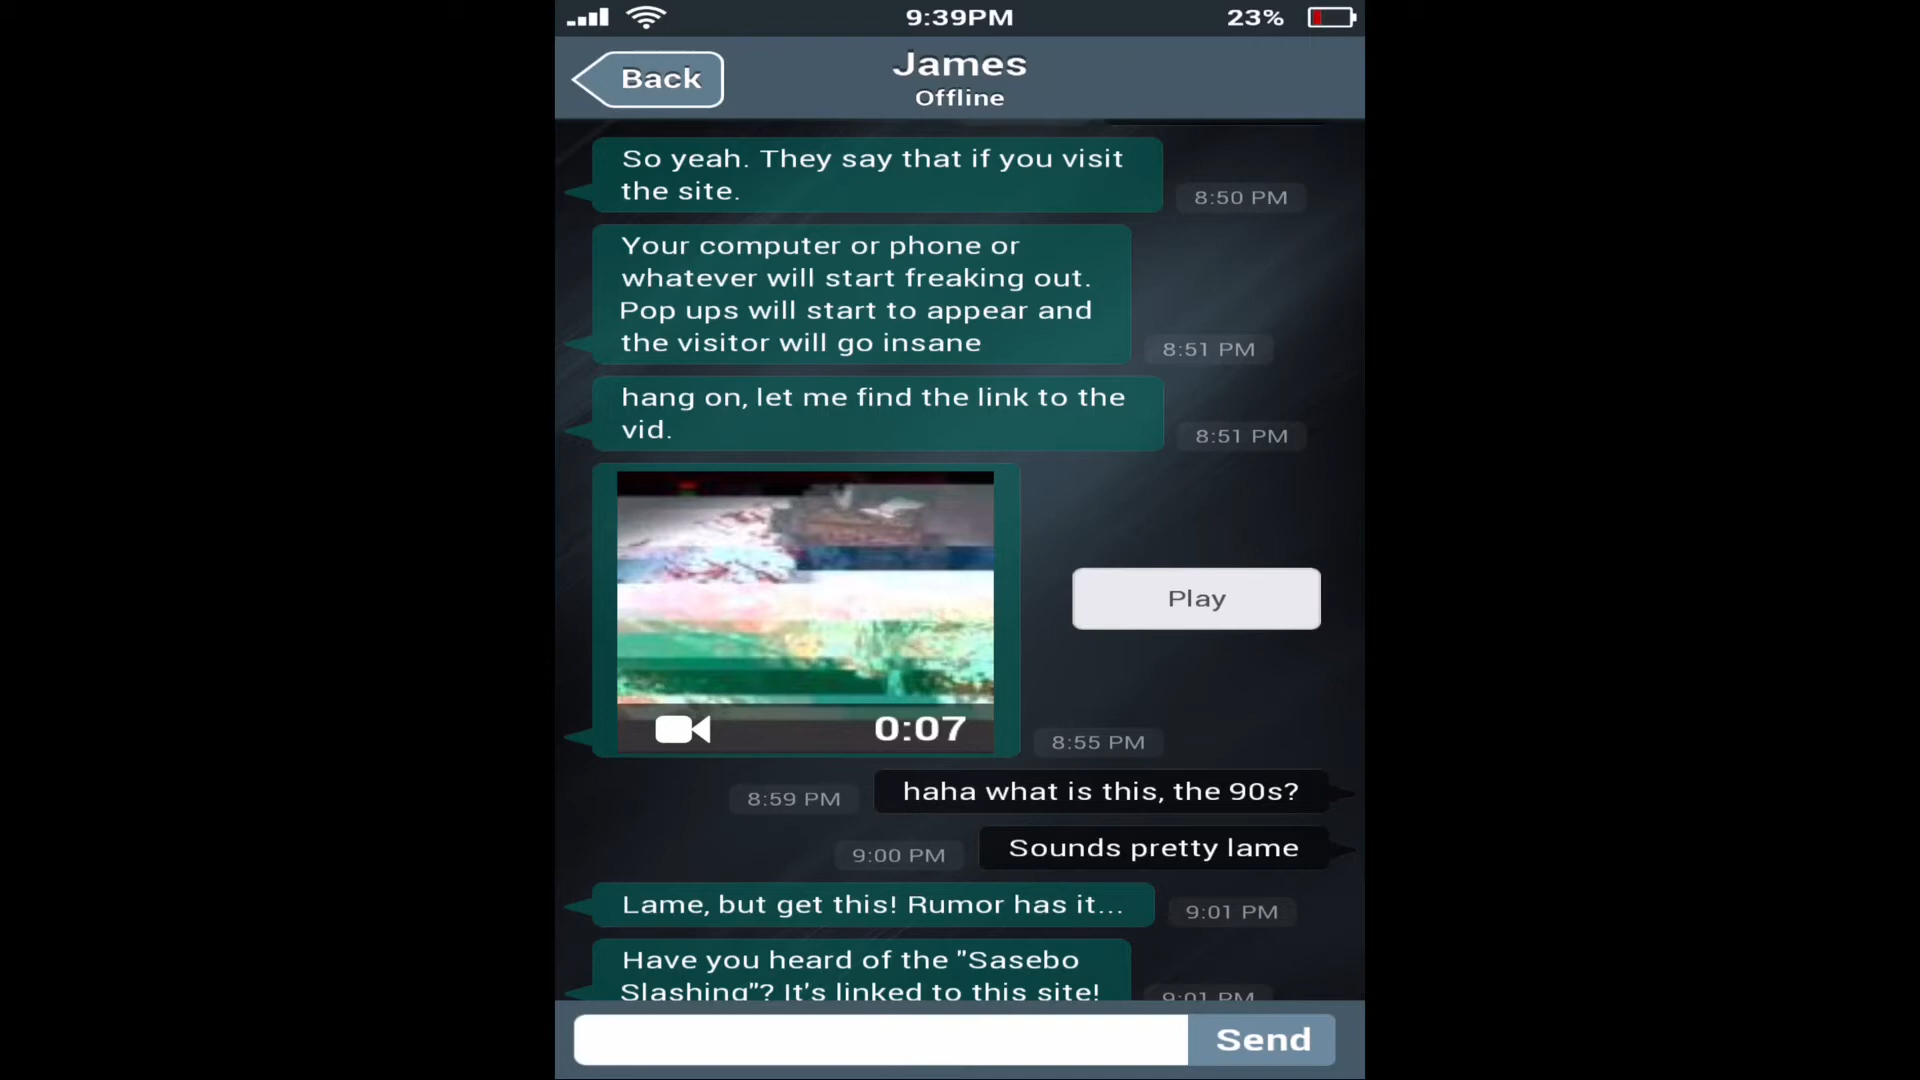 9:39PM
23%
Back
James
Offline
So yeah. They say that if you visit
the site.
8:50 PM
Your computer or phone or
whatever will start freaking out.
Pop ups will start to appear and
the visitor will go insane
8:51 PM
hang on, let me find the link to the
vid.
8:51 PM
Play
0:07
8:55 PM
8:59 PM
haha what is this, the 90s?
9:00 PM
Sounds pretty lame
Lame, but get this! Rumor has it...
9:01 PM
Have you heard of the "Sasebo
Slashing"? It's linked to this site!
9:01 PM
Send